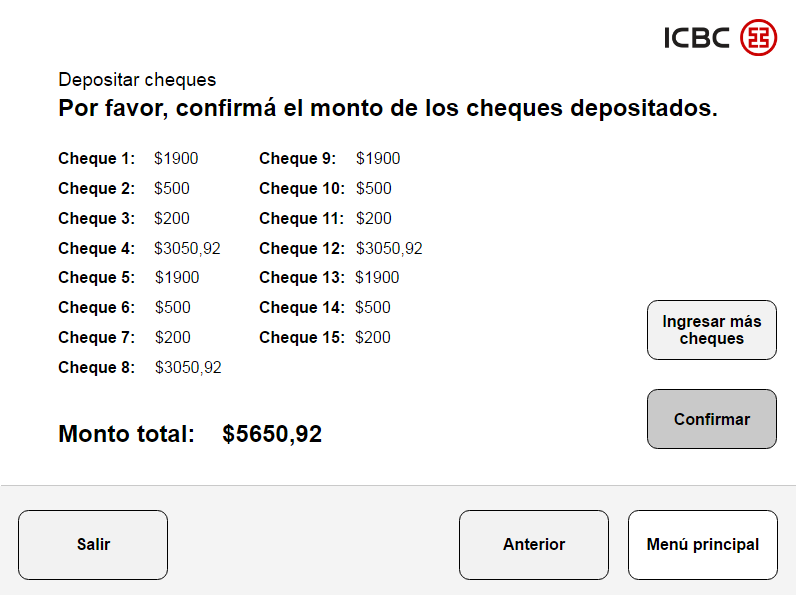 ICBC
Depositar cheques
Por favor, confirmá el monto de los cheques depositados.
Cheque 1: $1900
Cheque 2: $500
Cheque 3: $200
Cheque 4: $3050,92
Cheque 5: $1900
Cheque 6: $500
Cheque 7: $200
Cheque 8: $3050,92
Cheque 9: $1900
Cheque 10: $500
Cheque 11: $200
Cheque 12: $3050,92
Cheque 13: $1900
Cheque 14: $500
Cheque 15: $200
Ingresar más
cheques
Confirmar
Monto total: $5650,92
Salir
Anterior
Menú principal